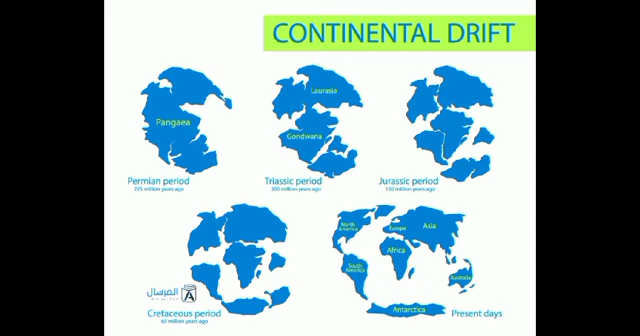 CONTINENTAL DRIFT
Pangaea
Permian period
225 million years ago
Laurasia
Gondwana
Triassic period
200 million years ago
Jurassic period
150 million years ago
المرسال
Cretaceous period
65 million years ago
North
America
Europe
Asia
Africa
South
America
Australia
Antarctica
Present days